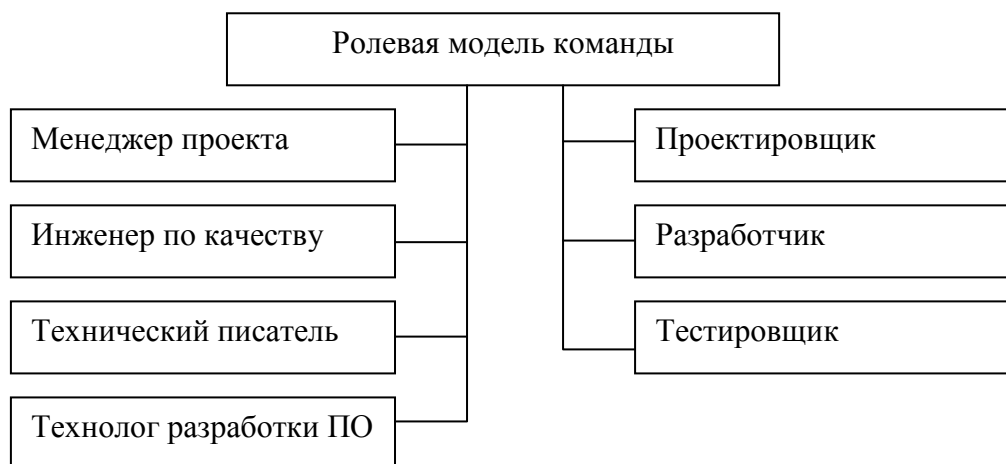 Ролевая модель команды
Менеджер проекта
Инженер по качеству
Технический писатель
Технолог разработки ПО
Проектировщик
Разработчик
Тестировщик